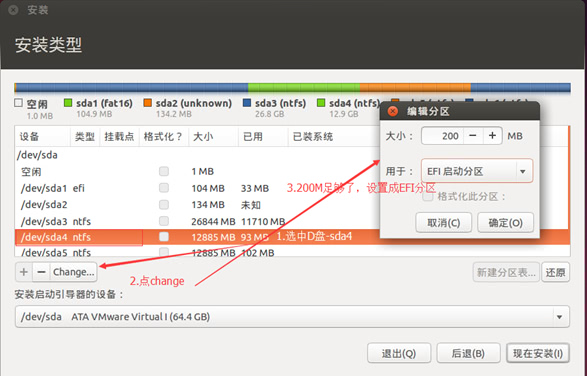 安装
安装类型
空闲
1.0 MB
sda1 (fat16)
104.9 MB
sda2 (unknown)
134.2 MB
sda3 (ntfs)
26.8 GB
sda4 (ntfs)
12.9 GB
设备 类型 挂载点 格式化？ 大小 已用 已装系统
/dev/sda
空闲 1 MB
/dev/sda1 efi 104 MB 33 MB
/dev/sda2 134 MB 未知
/dev/sda3 ntfs 26844 MB 11710 MB
/dev/sda4 ntfs 12885 MB 93 MB
/dev/sda5 ntfs 12885 MB 102 MB
1.选中D盘-sda4
+ − Change...
2.点change
新建分区表... 还原
编辑分区
大小： 200 − + MB
用于： EFI 启动分区
3.200M足够了，设置成EFI分区
格式化此分区：
取消(C) 确定(O)
安装启动引导器的设备：
/dev/sda ATA VMware Virtual I (64.4 GB)
退出(Q) 后退(B) 现在安装(I)